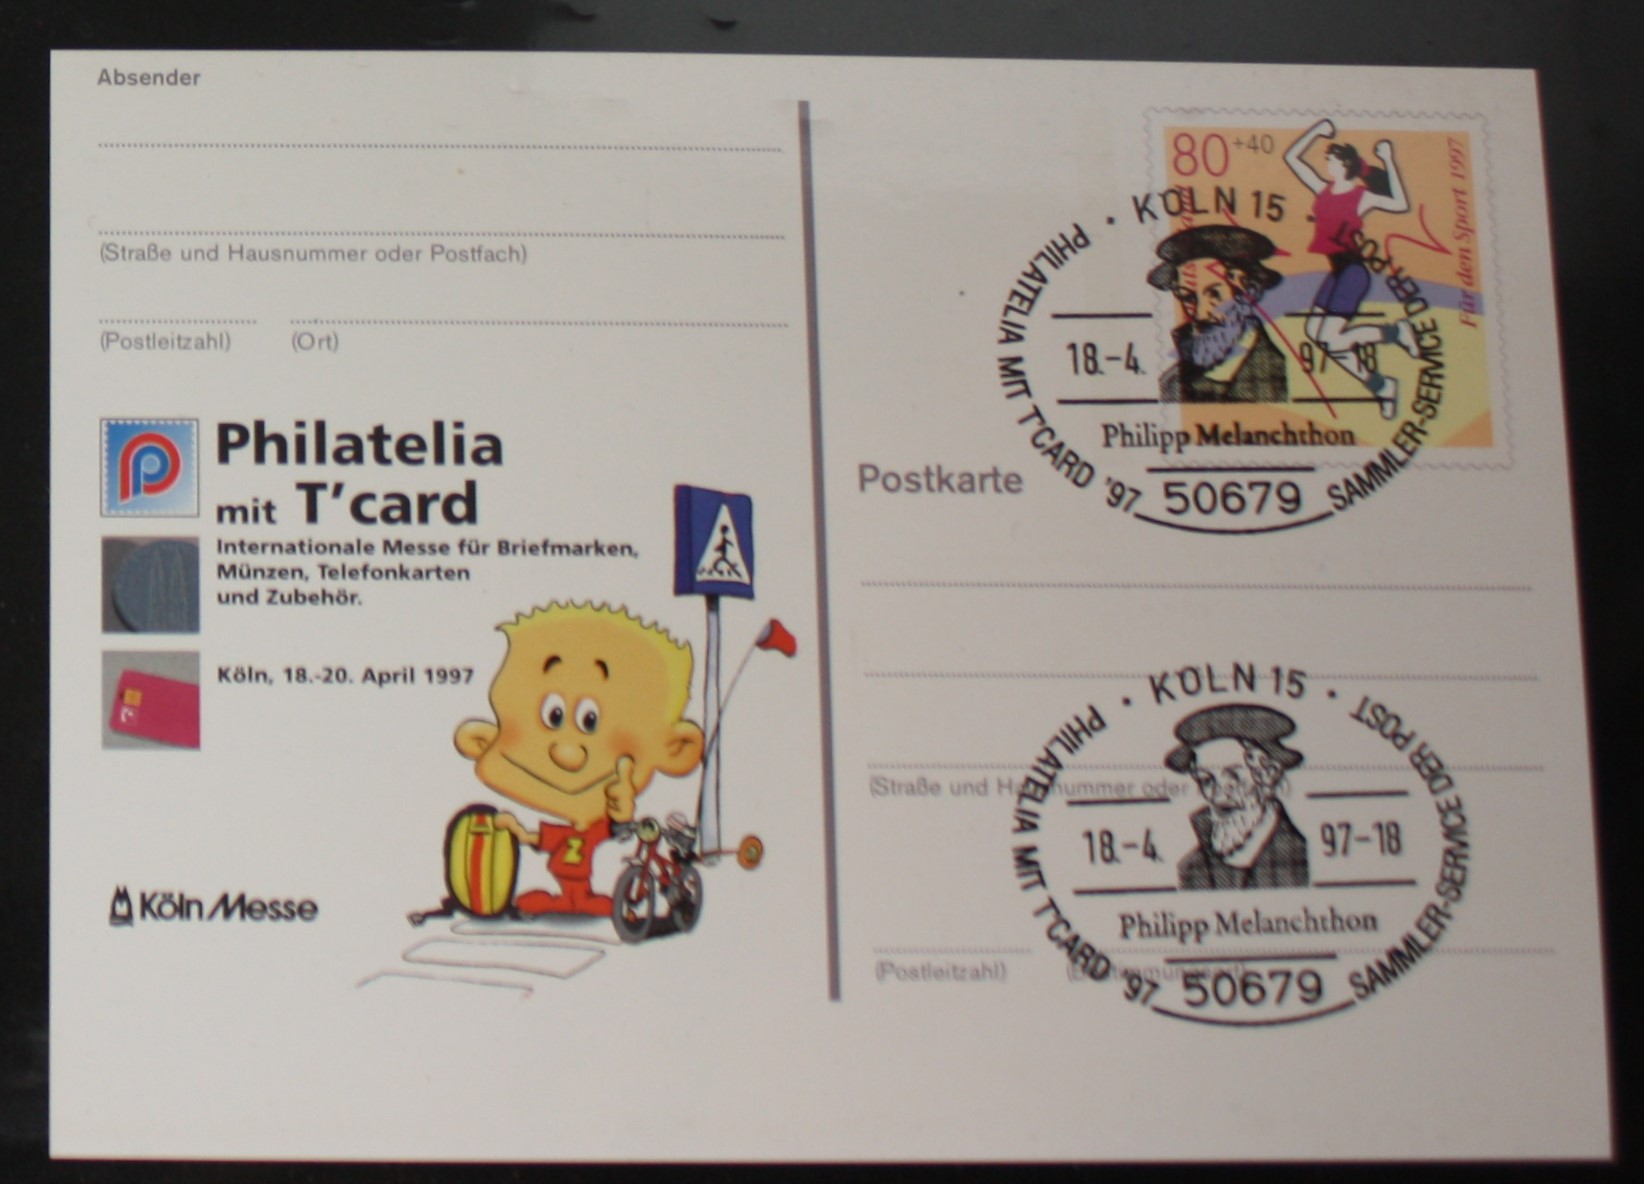 Absender
(Straße und Hausnummer oder Postfach)
(Postleitzahl) (Ort)
Philatelia
mit T'card
Internationale Messe für Briefmarken,
Münzen, Telefonkarten
und Zubehör.
Köln, 18.-20. April 1997
Z
KölnMesse
80+40
Für den Sport 1997
KÖLN 15
PHILATELIA MIT T'CARD '97
SAMMLER-SERVICE DER POST
18.-4. 97-18
Philipp Melanchthon
50679
Postkarte
(Straße und Hausnummer oder Postfach)
KÖLN 15
PHILATELIA MIT T'CARD '97
SAMMLER-SERVICE DER POST
18.-4. 97-18
Philipp Melanchthon
50679
(Postleitzahl) (Bestimmungsort)